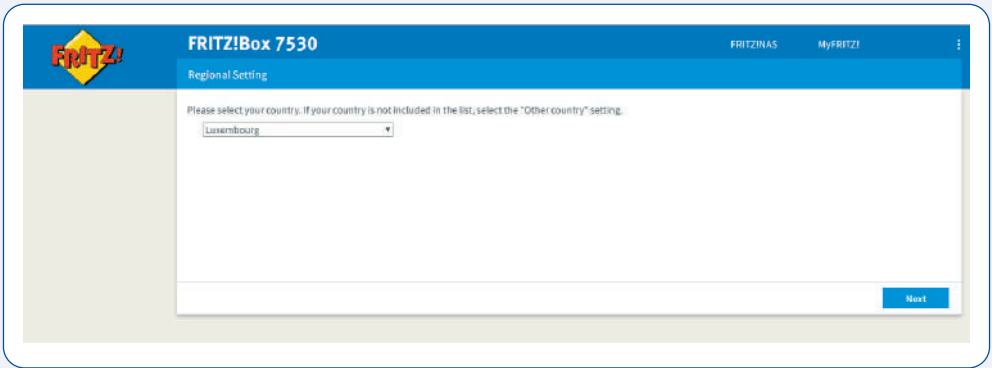 FRITZ!
FRITZ!Box 7530
FRITZ!NAS
MyFRITZ!
Regional Setting
Please select your country. If your country is not included in the list, select the "Other country" setting.
Luxembourg
Next